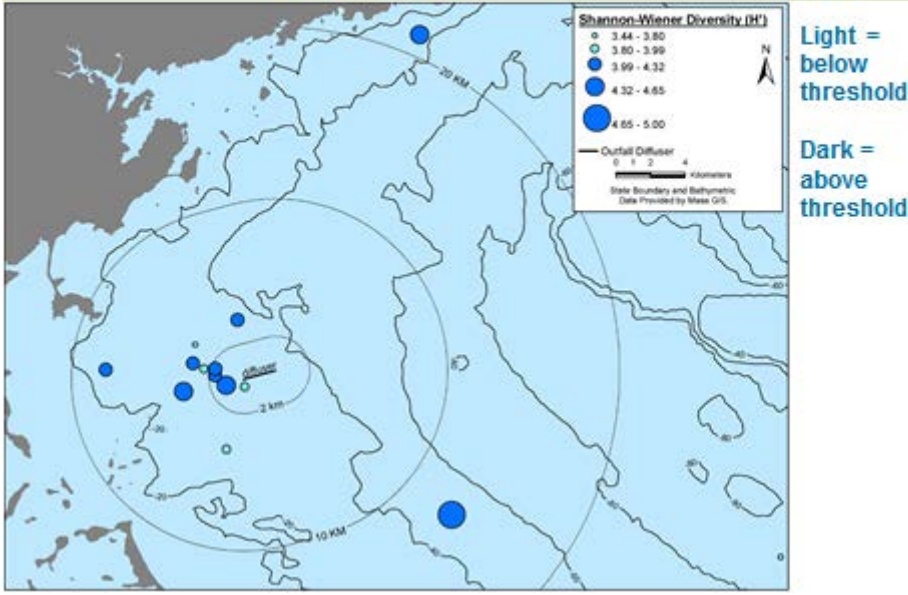 Shannon-Wiener Diversity (H')
3.44 - 3.80
3.80 - 3.99
3.99 - 4.32
4.32 - 4.65
4.65 - 5.00
Outfall Diffuser
0 1 2 4
Kilometers
State Boundary and Bathymetric
Data Provided by Mass GIS.
N
Light =
below
threshold
Dark =
above
threshold
20 KM
diffuser
2 km
10 KM
-20
-20
-40
-60
-40
-80